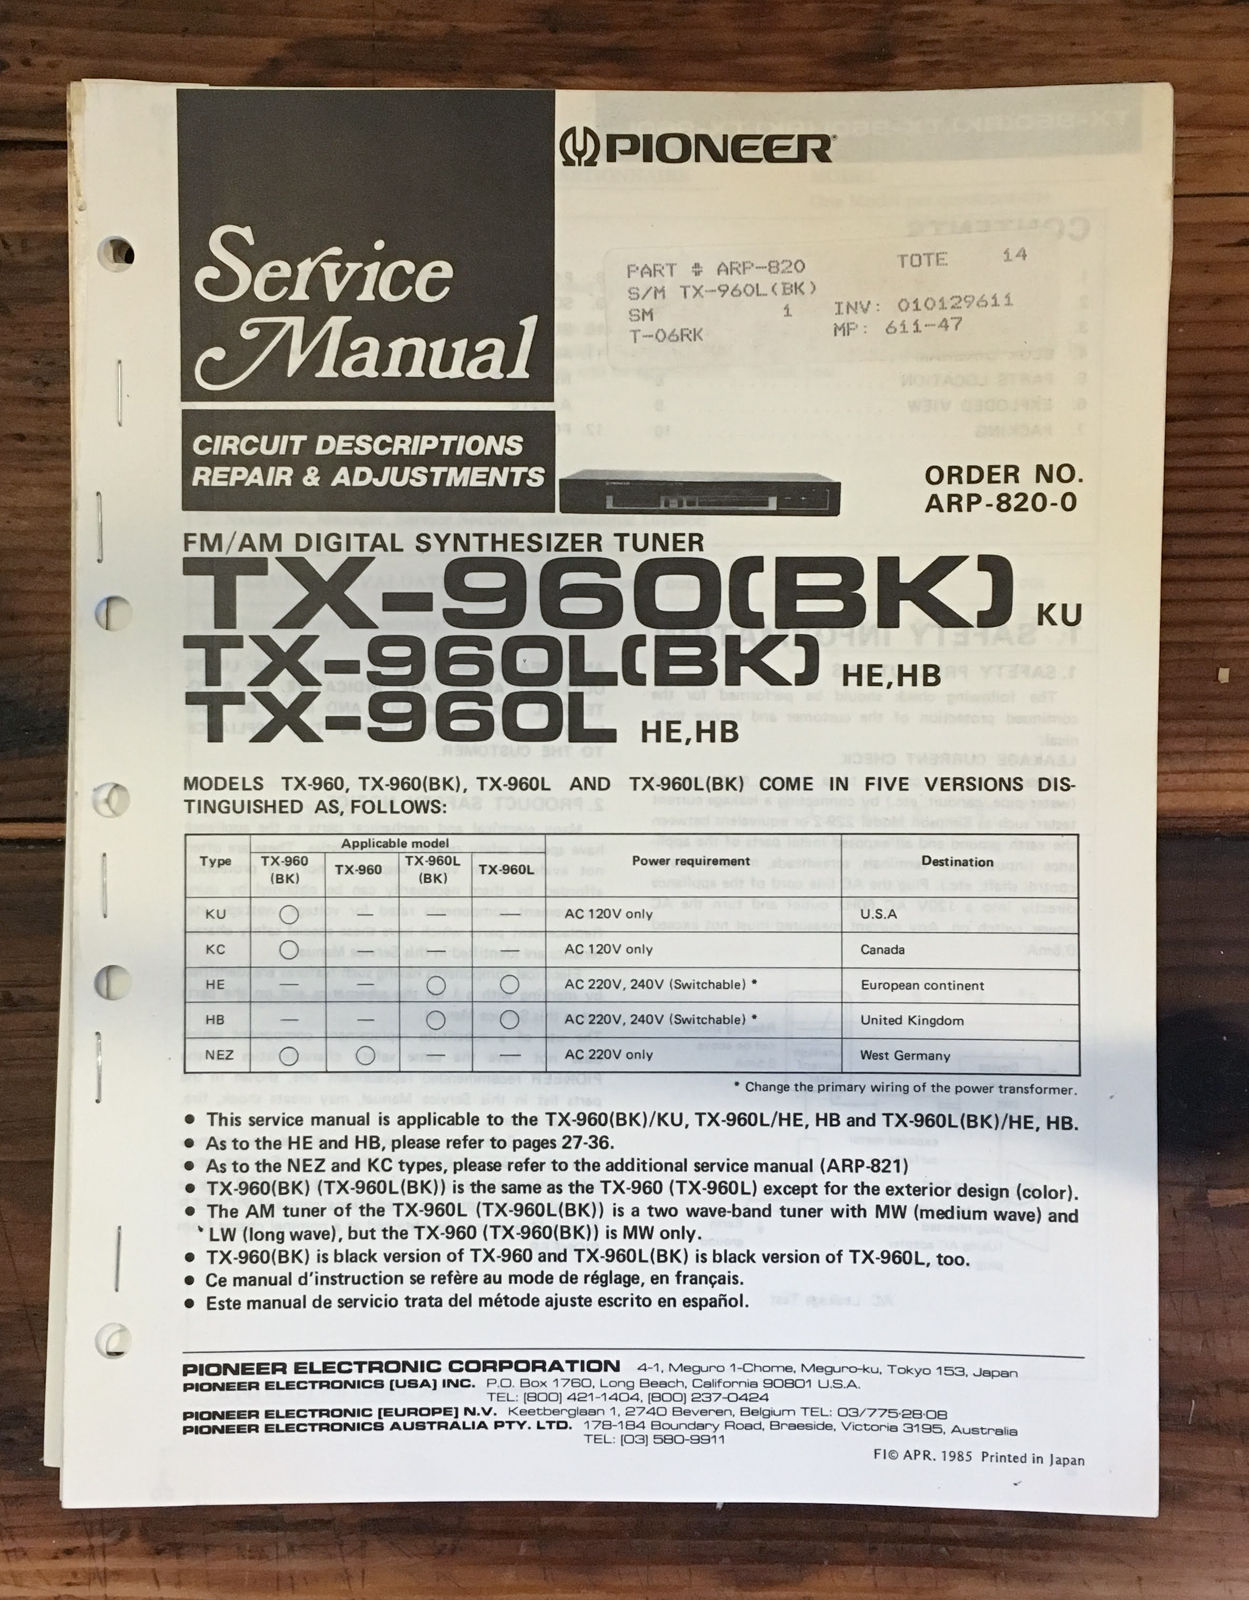 PIONEER
Service
Manual
PART # ARP-820 TOTE 14
S/M TX-960L(BK)
SM 1 INV: 010129611
T-06RK MP: 611-47
CIRCUIT DESCRIPTIONS
REPAIR & ADJUSTMENTS
ORDER NO.
ARP-820-0
FM/AM DIGITAL SYNTHESIZER TUNER
TX-960(BK) KU
TX-960L(BK) HE,HB
TX-960L HE,HB
MODELS TX-960, TX-960(BK), TX-960L AND TX-960L(BK) COME IN FIVE VERSIONS DIS-
TINGUISHED AS, FOLLOWS:
Type Applicable model Power requirement Destination
TX-960 (BK) TX-960 TX-960L (BK) TX-960L
KU ○ — — — AC 120V only U.S.A
KC ○ — — — AC 120V only Canada
HE — — ○ ○ AC 220V, 240V (Switchable) * European continent
HB — — ○ ○ AC 220V, 240V (Switchable) * United Kingdom
NEZ ○ ○ — — AC 220V only West Germany
* Change the primary wiring of the power transformer.
● This service manual is applicable to the TX-960(BK)/KU, TX-960L/HE, HB and TX-960L(BK)/HE, HB.
● As to the HE and HB, please refer to pages 27-36.
● As to the NEZ and KC types, please refer to the additional service manual (ARP-821)
● TX-960(BK) (TX-960L(BK)) is the same as the TX-960 (TX-960L) except for the exterior design (color).
● The AM tuner of the TX-960L (TX-960L(BK)) is a two wave-band tuner with MW (medium wave) and
LW (long wave), but the TX-960 (TX-960(BK)) is MW only.
● TX-960(BK) is black version of TX-960 and TX-960L(BK) is black version of TX-960L, too.
● Ce manual d'instruction se refère au mode de réglage, en français.
● Este manual de servicio trata del métode ajuste escrito en español.
PIONEER ELECTRONIC CORPORATION 4-1, Meguro 1-Chome, Meguro-ku, Tokyo 153, Japan
PIONEER ELECTRONICS [USA] INC. P.O. Box 1760, Long Beach, California 90801 U.S.A.
TEL: [800] 421-1404, [800] 237-0424
PIONEER ELECTRONIC [EUROPE] N.V. Keetberglaan 1, 2740 Beveren, Belgium TEL: 03/775·28·08
PIONEER ELECTRONICS AUSTRALIA PTY. LTD. 178-184 Boundary Road, Braeside, Victoria 3195, Australia
TEL: [03] 580-9911
FI© APR. 1985 Printed in Japan